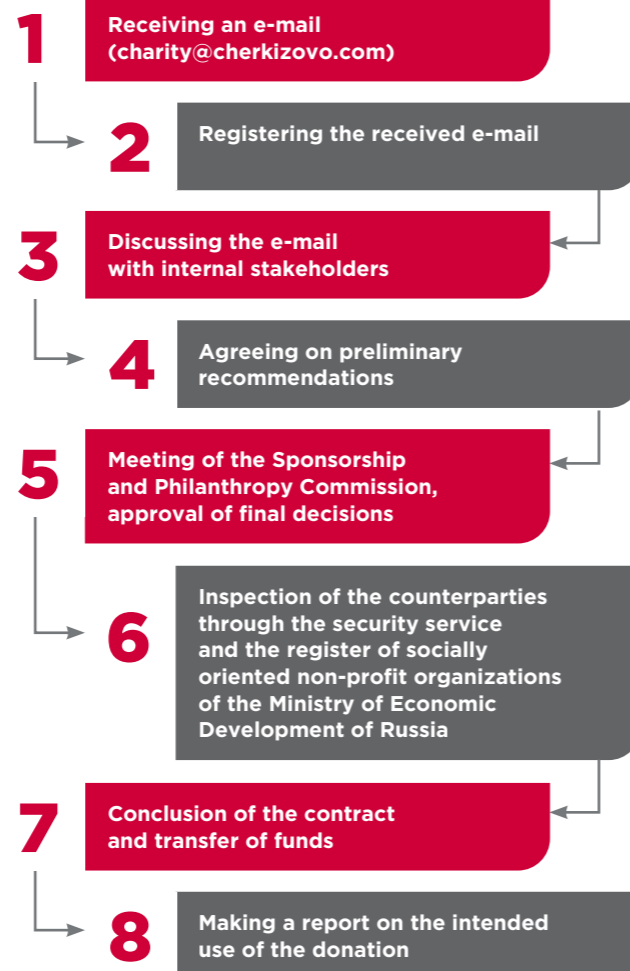 1
Receiving an e-mail
(charity@cherkizovo.com)
2
Registering the received e-mail
3
Discussing the e-mail
with internal stakeholders
4
Agreeing on preliminary
recommendations
5
Meeting of the Sponsorship
and Philanthropy Commission,
approval of final decisions
6
Inspection of the counterparties
through the security service
and the register of socially
oriented non-profit organizations
of the Ministry of Economic
Development of Russia
7
Conclusion of the contract
and transfer of funds
8
Making a report on the intended
use of the donation